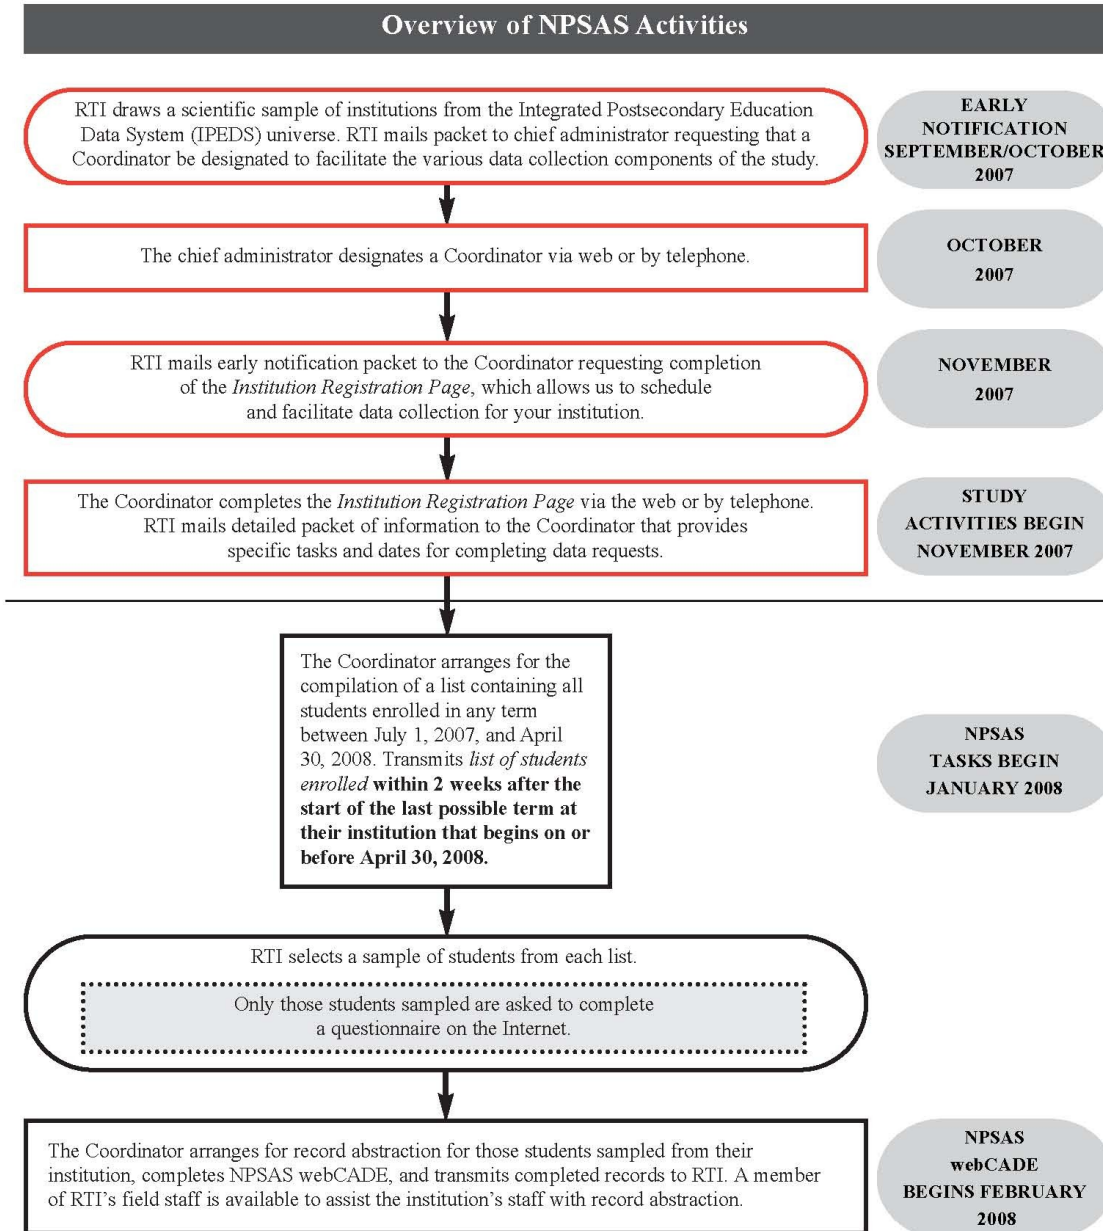 Overview of NPSAS Activities
RTI draws a scientific sample of institutions from the Integrated Postsecondary Education
Data System (IPEDS) universe. RTI mails packet to chief administrator requesting that a
Coordinator be designated to facilitate the various data collection components of the study.
EARLY
NOTIFICATION
SEPTEMBER/OCTOBER
2007
The chief administrator designates a Coordinator via web or by telephone.
OCTOBER
2007
RTI mails early notification packet to the Coordinator requesting completion
of the Institution Registration Page, which allows us to schedule
and facilitate data collection for your institution.
NOVEMBER
2007
The Coordinator completes the Institution Registration Page via the web or by telephone.
RTI mails detailed packet of information to the Coordinator that provides
specific tasks and dates for completing data requests.
STUDY
ACTIVITIES BEGIN
NOVEMBER 2007
The Coordinator arranges for the
compilation of a list containing all
students enrolled in any term
between July 1, 2007, and April
30, 2008. Transmits list of students
enrolled within 2 weeks after the
start of the last possible term at
their institution that begins on or
before April 30, 2008.
NPSAS
TASKS BEGIN
JANUARY 2008
RTI selects a sample of students from each list.
Only those students sampled are asked to complete
a questionnaire on the Internet.
The Coordinator arranges for record abstraction for those students sampled from their
institution, completes NPSAS webCADE, and transmits completed records to RTI. A member
of RTI's field staff is available to assist the institution's staff with record abstraction.
NPSAS
webCADE
BEGINS FEBRUARY
2008